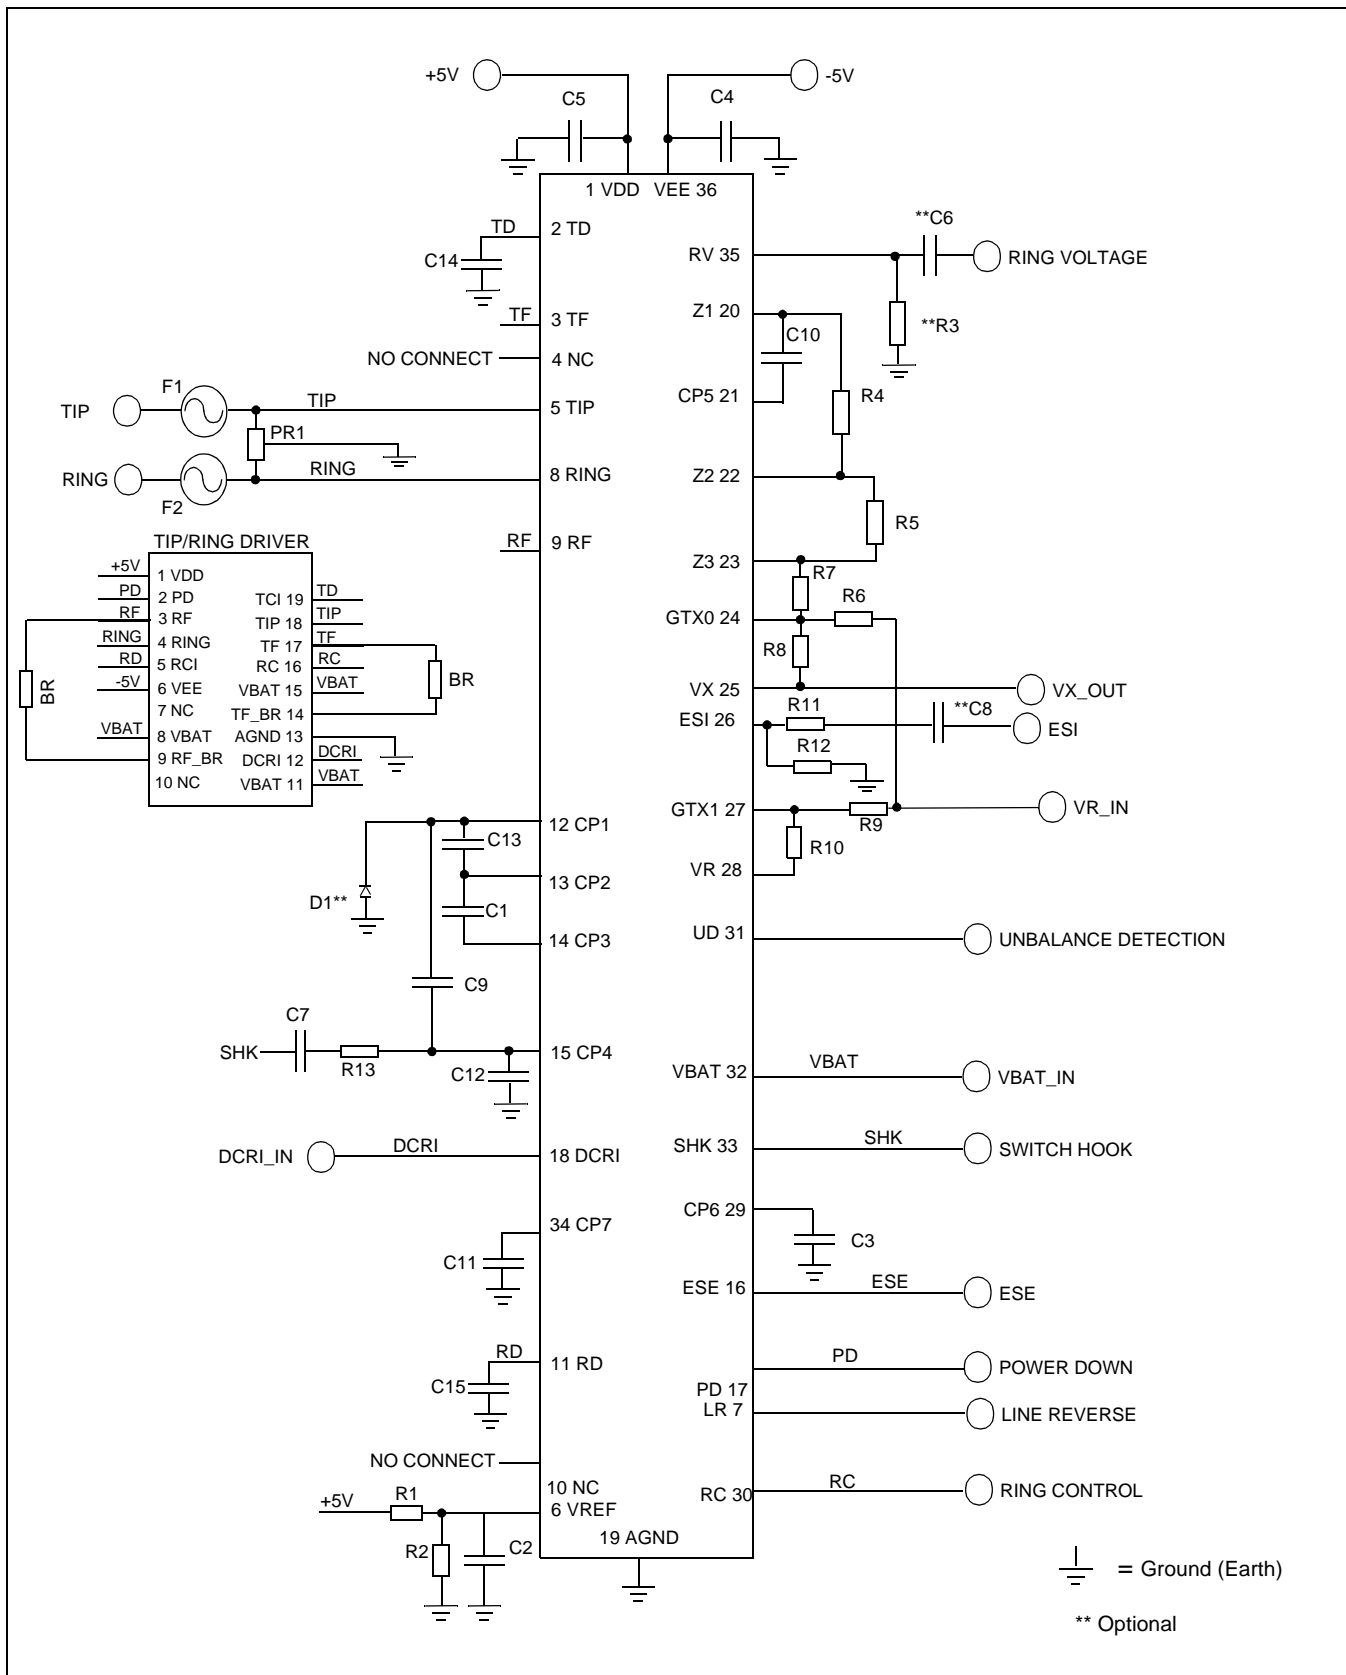 +5V
-5V
C5
C4
1 VDD
VEE 36
TD
2 TD
C14
**C6
RV 35
RING VOLTAGE
TF
3 TF
Z1 20
**R3
C10
NO CONNECT
4 NC
F1
CP5 21
R4
TIP
TIP
5 TIP
PR1
RING
RING
8 RING
Z2 22
F2
R5
TIP/RING DRIVER
RF
9 RF
Z3 23
+5V
1 VDD
R7
PD
2 PD
TCI 19
TD
R6
RF
3 RF
TIP 18
TIP
GTX0 24
RING
4 RING
TF 17
TF
R8
RD
5 RCI
RC 16
RC
BR
-5V
6 VEE
VBAT 15
VBAT
BR
VX 25
VX_OUT
7 NC
TF_BR 14
R11
**C8
VBAT
8 VBAT
AGND 13
ESI 26
ESI
9 RF_BR
DCRI 12
DCRI
R12
10 NC
VBAT 11
VBAT
GTX1 27
R9
VR_IN
12 CP1
C13
R10
VR 28
13 CP2
D1**
C1
14 CP3
UD 31
UNBALANCE DETECTION
C9
C7
SHK
R13
15 CP4
C12
VBAT 32
VBAT
VBAT_IN
DCRI_IN
DCRI
18 DCRI
SHK 33
SHK
SWITCH HOOK
34 CP7
CP6 29
C11
C3
ESE 16
ESE
ESE
RD
11 RD
PD
POWER DOWN
C15
PD 17
LR 7
LINE REVERSE
NO CONNECT
10 NC
RC 30
RC
RING CONTROL
+5V
R1
6 VREF
R2
C2
19 AGND
= Ground (Earth)
** Optional